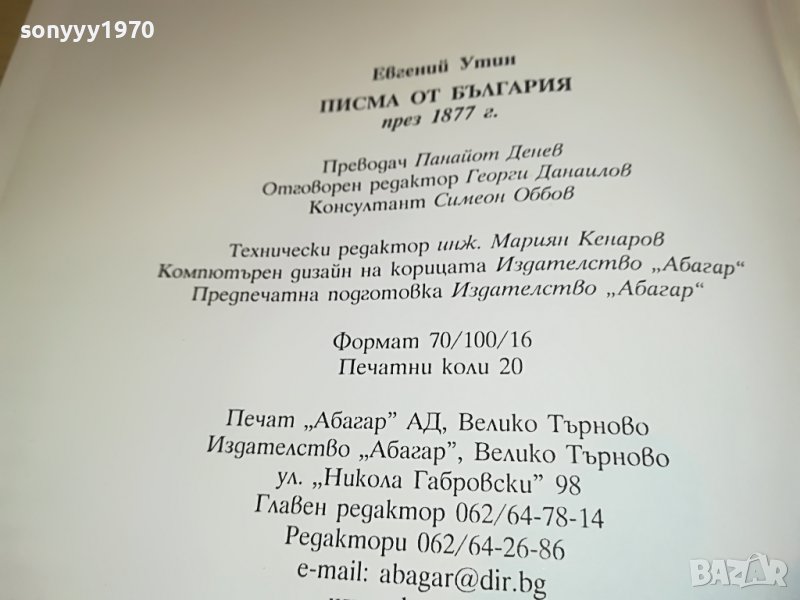 sonyyy1970
Евгений Утин
ПИСМА ОТ БЪЛГАРИЯ
през 1877 г.
Преводач Панайот Денев
Отговорен редактор Георги Данаилов
Консултант Симеон Оббов
Технически редактор инж. Мариян Кенаров
Компютърен дизайн на корицата Издателство „Абагар“
Предпечатна подготовка Издателство „Абагар“
Формат 70/100/16
Печатни коли 20
Печат „Абагар” АД, Велико Търново
Издателство „Абагар”, Велико Търново
ул. „Никола Габровски” 98
Главен редактор 062/64-78-14
Редактори 062/64-26-86
e-mail: abagar@dir.bg
BAZAR